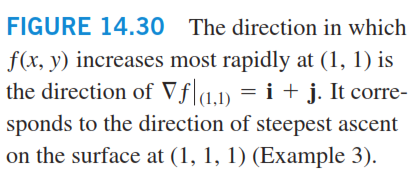 FIGURE 14.30 The direction in which
f(x, y) increases most rapidly at (1, 1) is
the direction of ∇f|(1,1) = i + j. It corre-
sponds to the direction of steepest ascent
on the surface at (1, 1, 1) (Example 3).